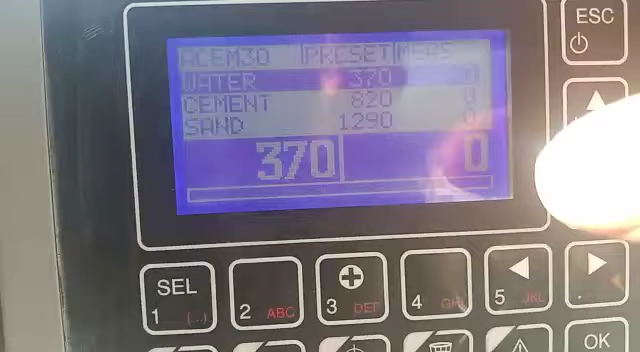 ESC
ACEM30 PRESET MEAS
WATER 370 0
CEMENT 820 0
SAND 1290 0
370 0
SEL
1 (..) 2 ABC 3 DEF 4 GHI 5 JKL .
OK